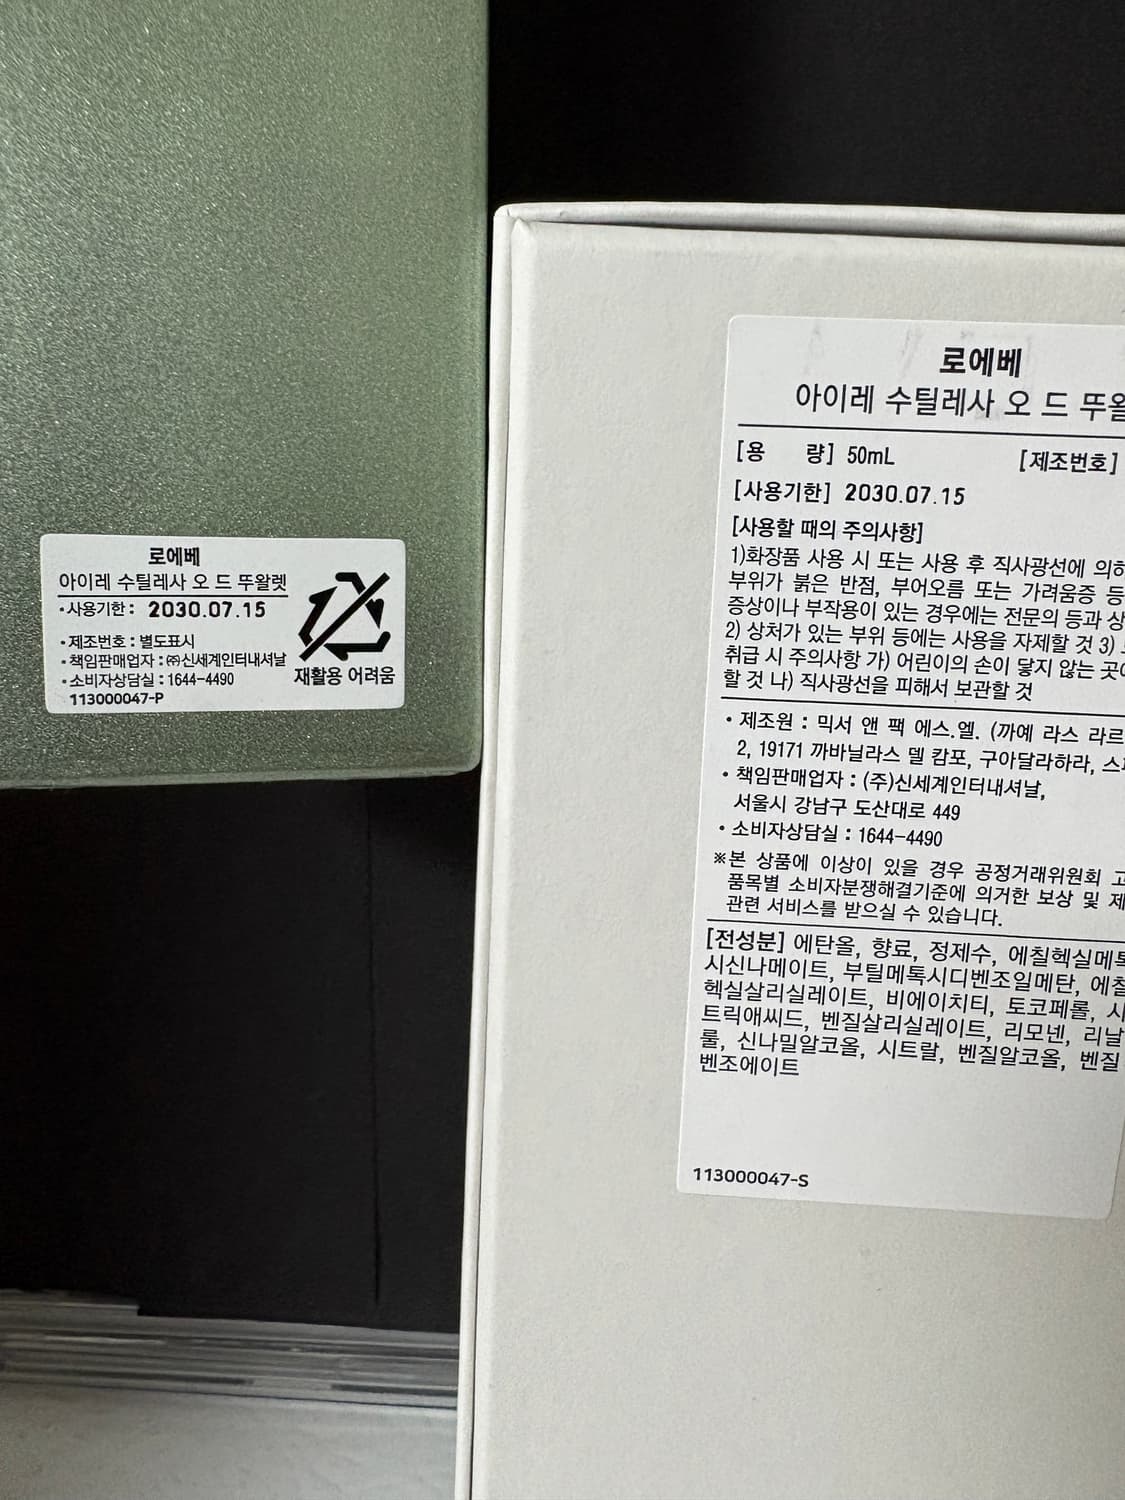 로에베
아이레 수틸레사 오 드 뚜왈렛
•사용기한 : 2030.07.15
•제조번호 : 별도표시
•책임판매업자 : ㈜신세계인터내셔날
•소비자상담실 : 1644-4490
113000047-P
재활용 어려움
로에베
아이레 수틸레사 오 드 뚜왈
[용 량] 50mL [제조번호]
[사용기한] 2030.07.15
[사용할 때의 주의사항]
1)화장품 사용 시 또는 사용 후 직사광선에 의하
부위가 붉은 반점, 부어오름 또는 가려움증 등
증상이나 부작용이 있는 경우에는 전문의 등과 상
2) 상처가 있는 부위 등에는 사용을 자제할 것 3)
취급 시 주의사항 가) 어린이의 손이 닿지 않는 곳에
할 것 나) 직사광선을 피해서 보관할 것
• 제조원 : 믹서 앤 팩 에스.엘. (까예 라스 라르
2, 19171 까바닐라스 델 캄포, 구아달라하라, 스
• 책임판매업자 : (주)신세계인터내셔날,
서울시 강남구 도산대로 449
• 소비자상담실 : 1644-4490
※본 상품에 이상이 있을 경우 공정거래위원회 고
품목별 소비자분쟁해결기준에 의거한 보상 및 제
관련 서비스를 받으실 수 있습니다.
[전성분] 에탄올, 향료, 정제수, 에칠헥실메톡
시신나메이트, 부틸메톡시디벤조일메탄, 에칠
헥실살리실레이트, 비에이치티, 토코페롤, 시
트릭애씨드, 벤질살리실레이트, 리모넨, 리날
룰, 신나밀알코올, 시트랄, 벤질알코올, 벤질
벤조에이트
113000047-S